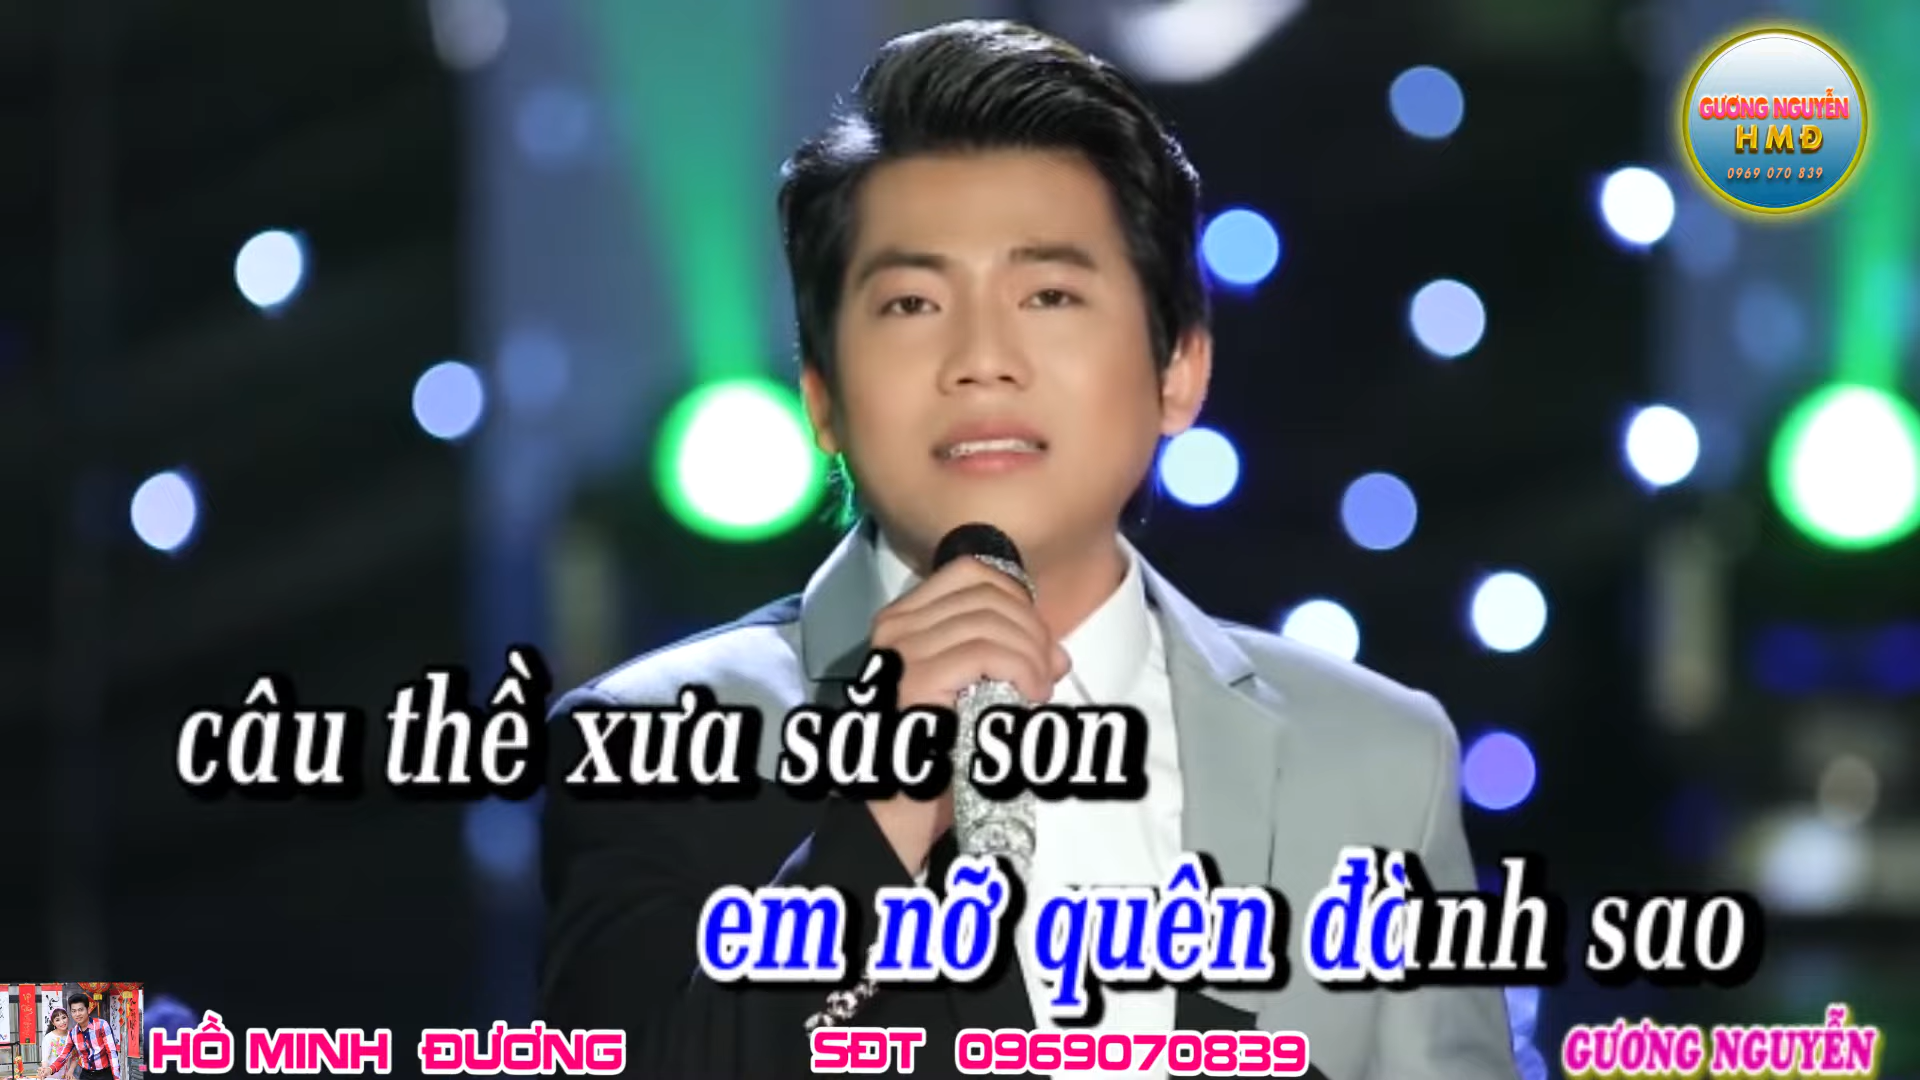 GƯƠNG NGUYỄN
HMĐ
0969 070 839
câu thề xưa sắc son
em nỡ quên đành sao
HỒ MINH ĐƯƠNG
SĐT 0969070839
GƯƠNG NGUYỄN